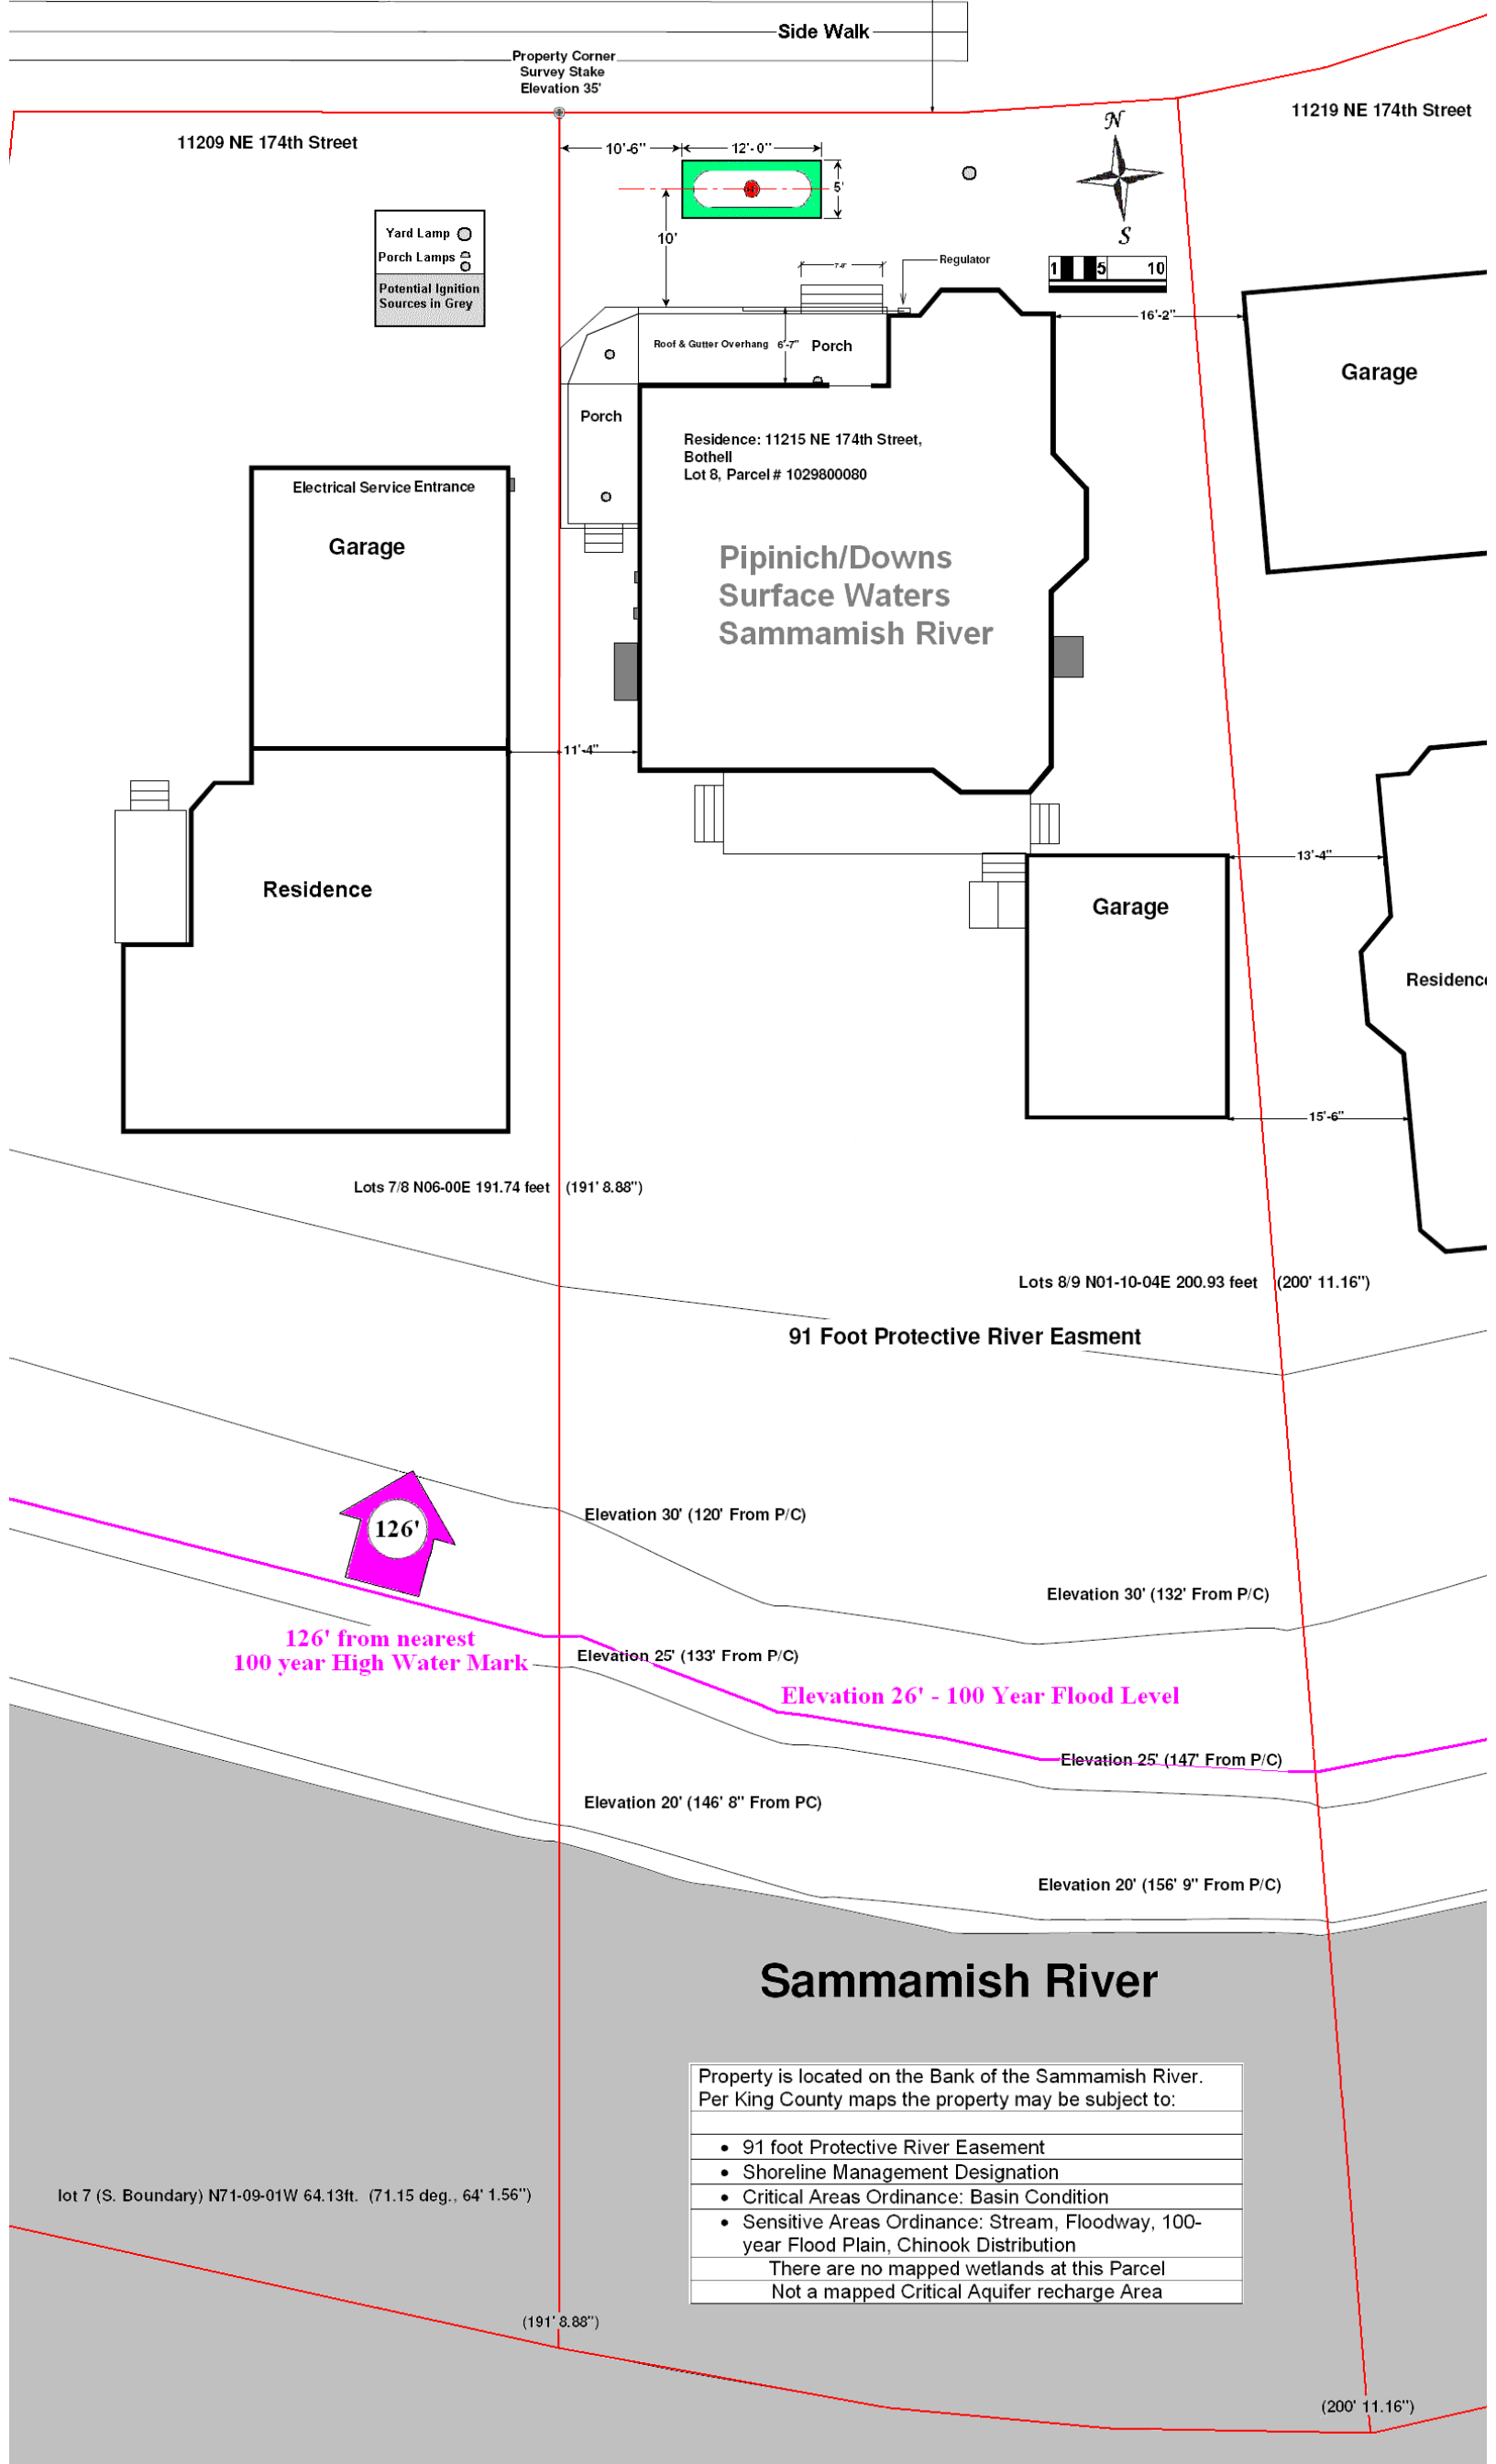 Side Walk
Property Corner
Survey Stake
Elevation 35'
11209 NE 174th Street
11219 NE 174th Street
N
S
10'-6"
12'-0"
5'
10'
Yard Lamp
Porch Lamps
Potential Ignition
Sources in Grey
Regulator
1 5 10
16'-2"
Roof & Gutter Overhang 6'-7" Porch
Garage
Porch
Residence: 11215 NE 174th Street,
Bothell
Lot 8, Parcel # 1029800080
Electrical Service Entrance
Garage
Pipinich/Downs
Surface Waters
Sammamish River
11'-4"
13'-4"
Residence
Garage
Residence
15'-6"
Lots 7/8 N06-00E 191.74 feet (191' 8.88")
Lots 8/9 N01-10-04E 200.93 feet (200' 11.16")
91 Foot Protective River Easment
126'
Elevation 30' (120' From P/C)
Elevation 30' (132' From P/C)
126' from nearest
100 year High Water Mark
Elevation 25' (133' From P/C)
Elevation 26' - 100 Year Flood Level
Elevation 25' (147' From P/C)
Elevation 20' (146' 8" From PC)
Elevation 20' (156' 9" From P/C)
Sammamish River
Property is located on the Bank of the Sammamish River.
Per King County maps the property may be subject to:
• 91 foot Protective River Easement
• Shoreline Management Designation
• Critical Areas Ordinance: Basin Condition
• Sensitive Areas Ordinance: Stream, Floodway, 100-
year Flood Plain, Chinook Distribution
There are no mapped wetlands at this Parcel
Not a mapped Critical Aquifer recharge Area
lot 7 (S. Boundary) N71-09-01W 64.13ft. (71.15 deg., 64' 1.56")
(191' 8.88")
(200' 11.16")